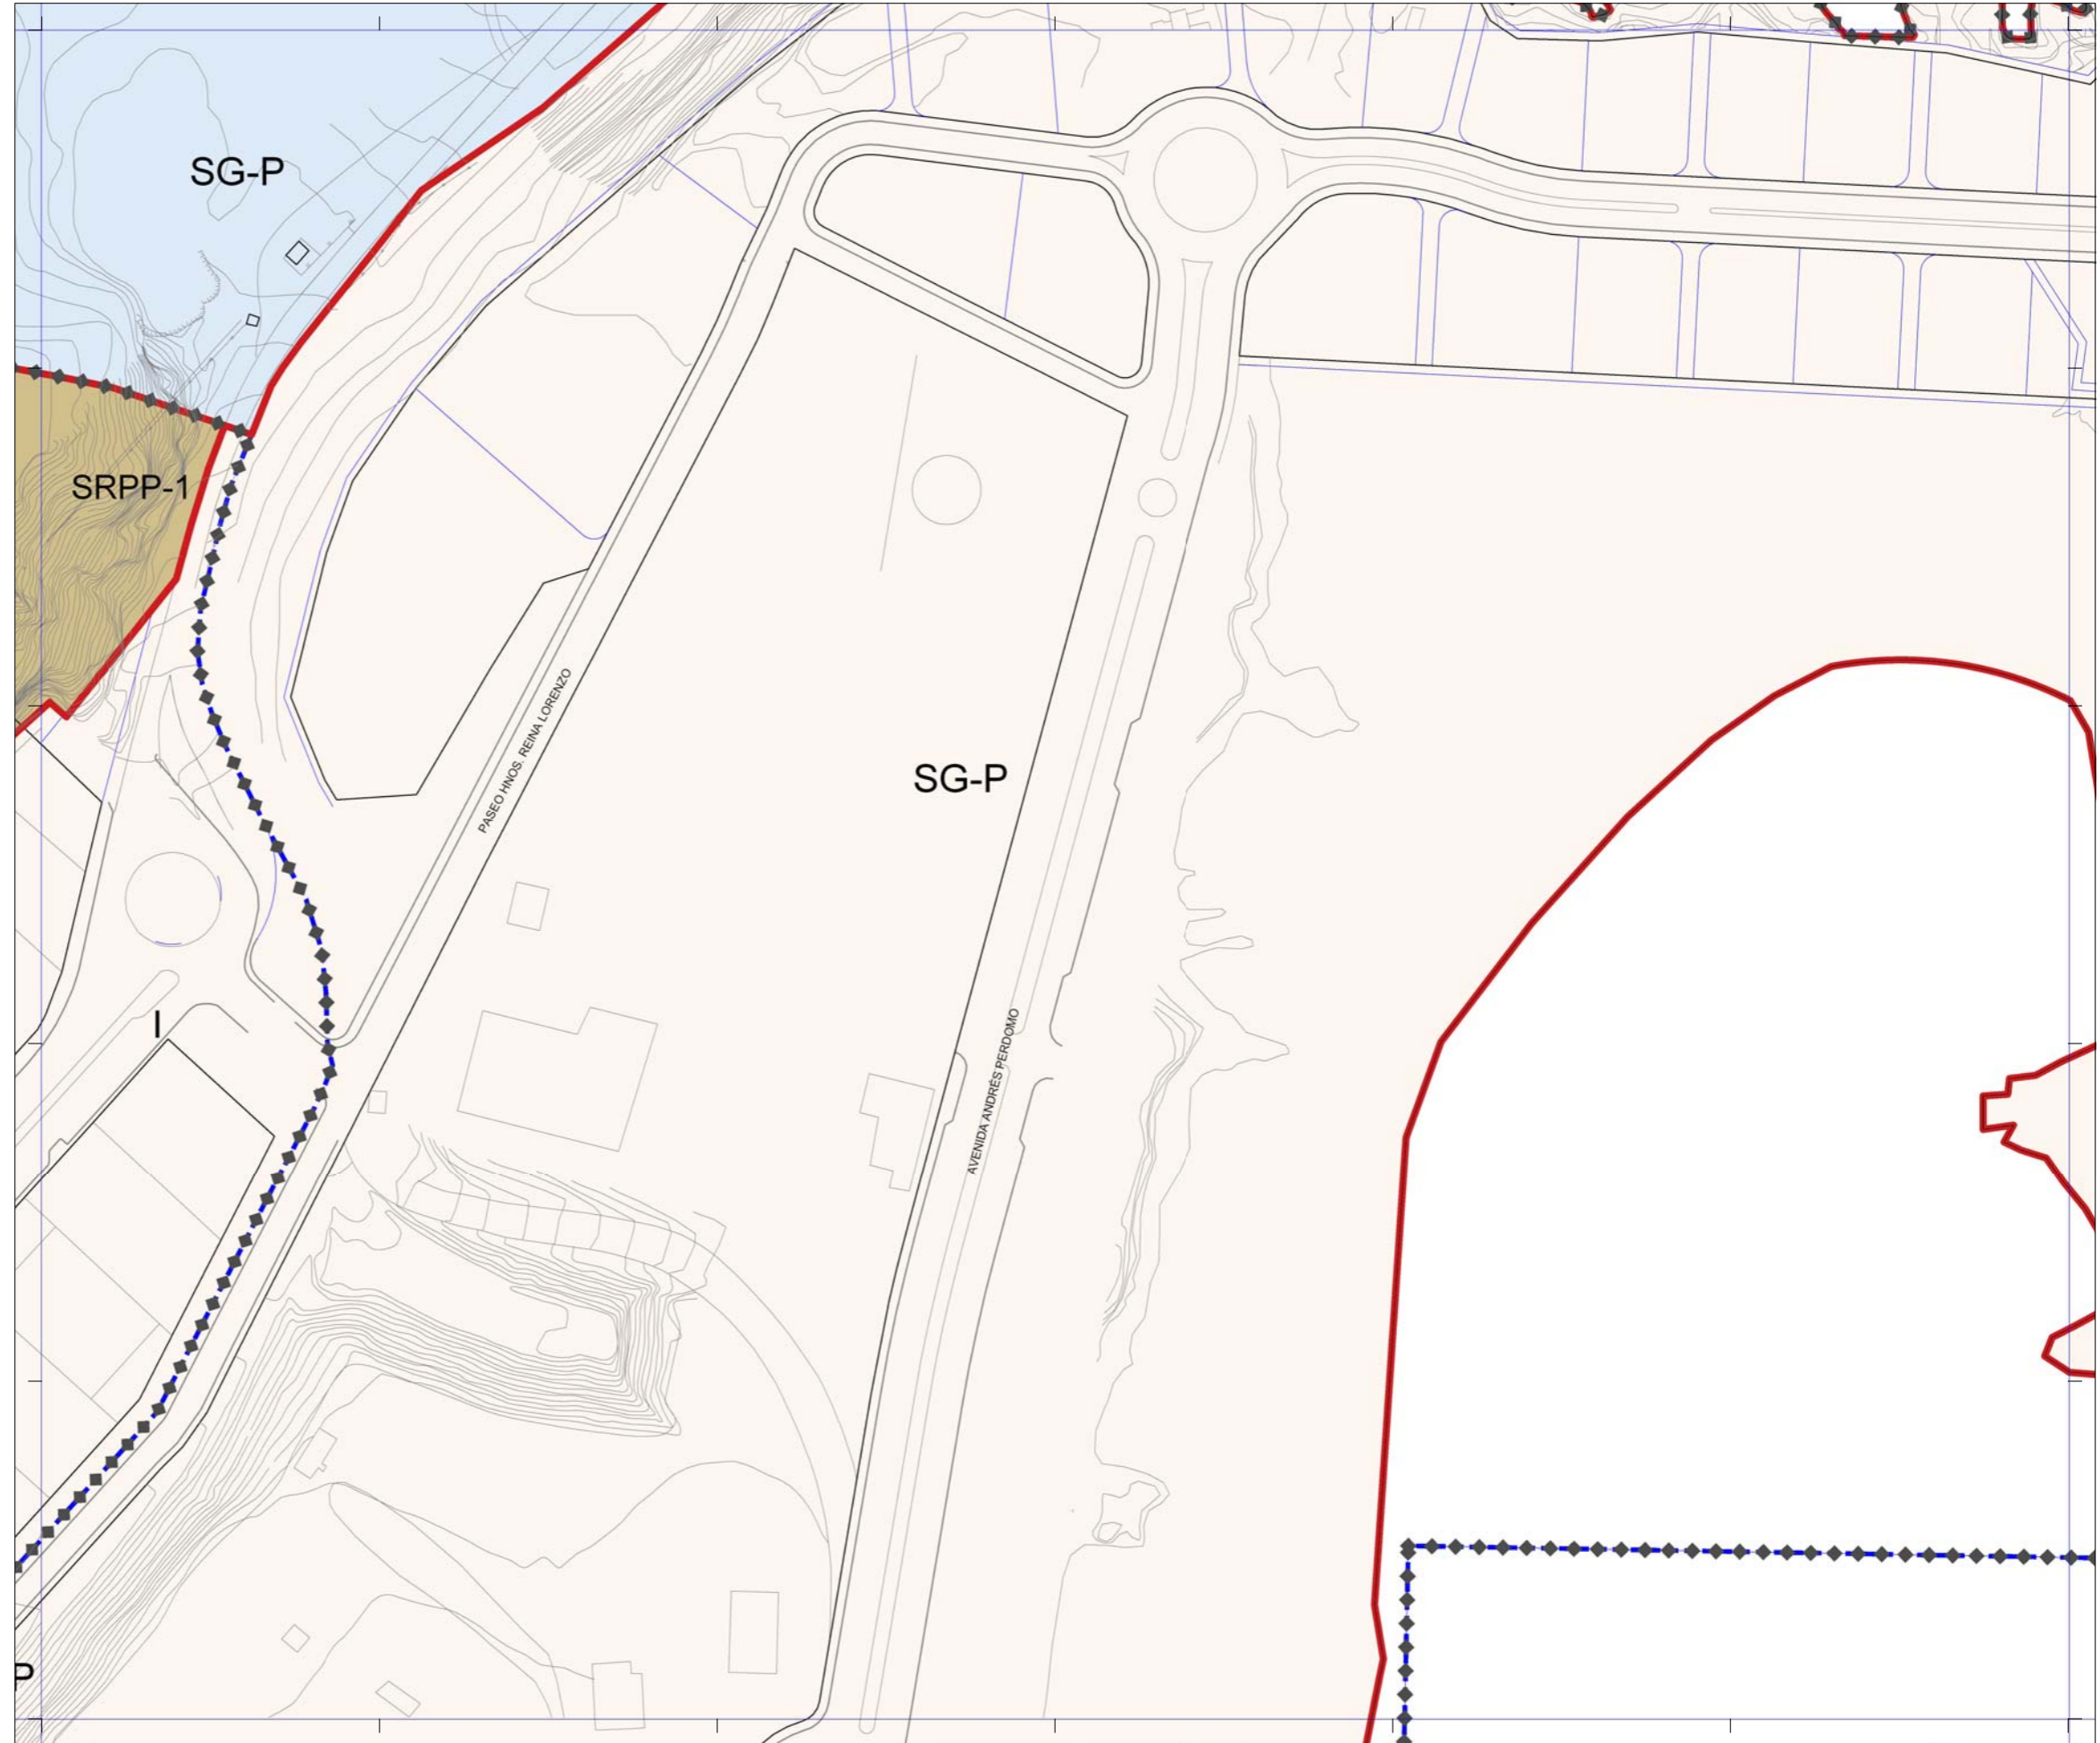 SG-P
SRPP-1
PASEO HNOS. REINA LORENZO
SG-P
I
AVENIDA ANDRÉS PERDOMO
P